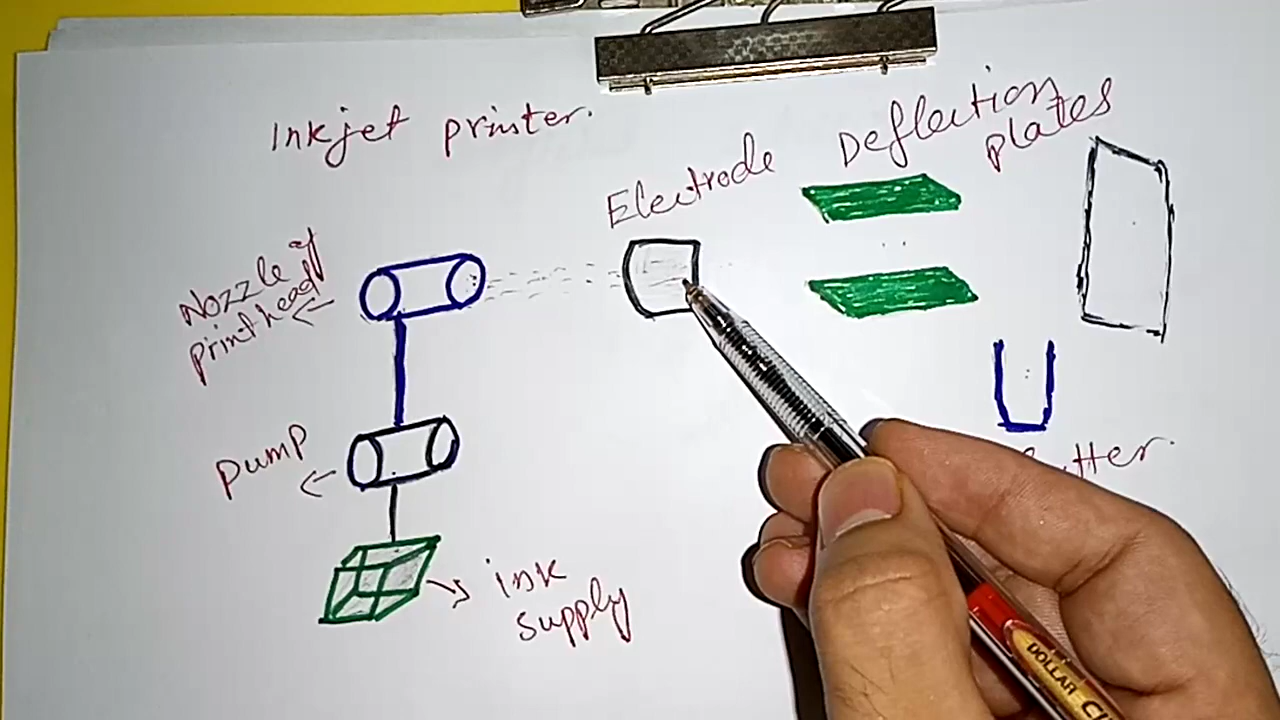 Inkjet printer.
Electrode
Deflection
plates
Nozzle of
printhead
pump
ink
supply
DOLLAR